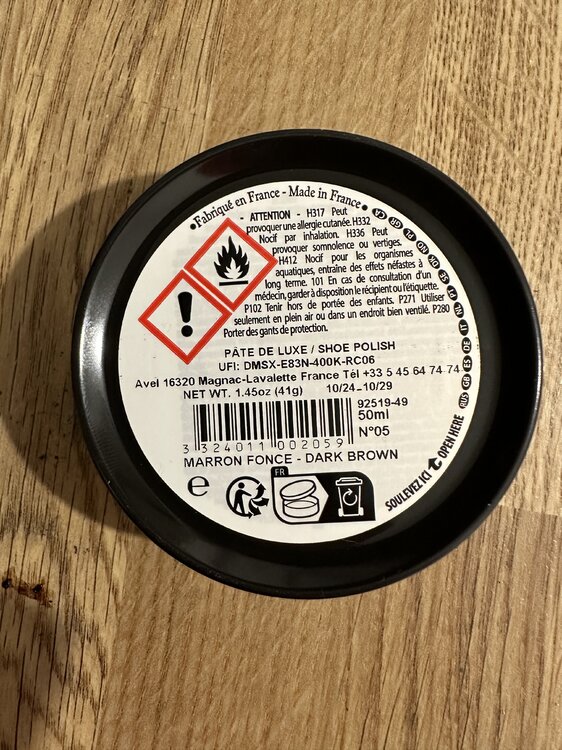 •Fabriqué en France - Made in France•
- ATTENTION - H317 Peut
provoquer une allergie cutanée. H332
Nocif par inhalation. H336 Peut
provoquer somnolence ou vertiges.
H412 Nocif pour les organismes
aquatiques, entraîne des effets néfastes à
long terme. 101 En cas de consultation d'un
médecin, garder à disposition le récipient ou l'étiquette.
P102 Tenir hors de portée des enfants. P271 Utiliser
seulement en plein air ou dans un endroit bien ventilé. P280
Porter des gants de protection.
PÂTE DE LUXE / SHOE POLISH
UFI: DMSX-E83N-400K-RC06
Avel 16320 Magnac-Lavalette France Tél +33 5 45 64 74 74
NET WT. 1.45oz (41g) 10/24_10/29
92519-49
50ml
N°05
3 324011 002059
MARRON FONCE - DARK BROWN
e
FR
SOULEVEZ ICI OPEN HERE
RUS GB ES DE IT